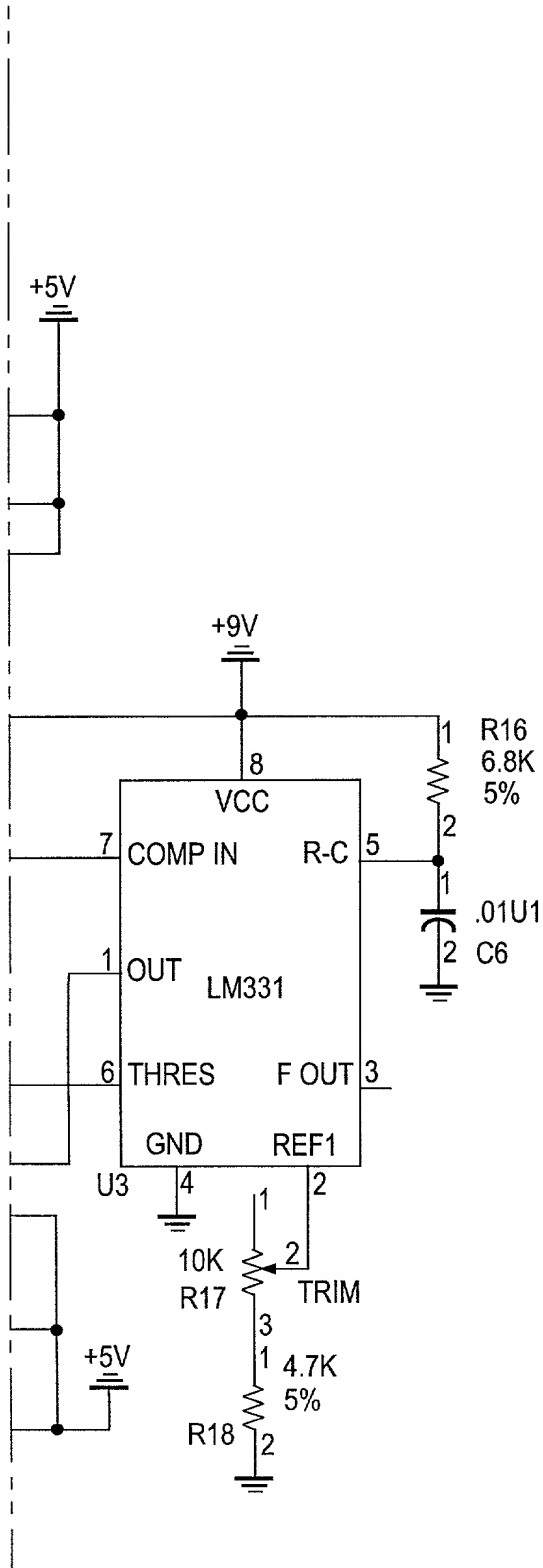 +5V
+9V
1
R16
6.8K
5%
8
VCC
2
7
COMP IN
R-C
5
1
.01U1
2
C6
1
OUT
LM331
6
THRES
F OUT
3
GND
REF1
U3
4
2
1
10K
2
R17
TRIM
3
+5V
1
4.7K
5%
R18
2